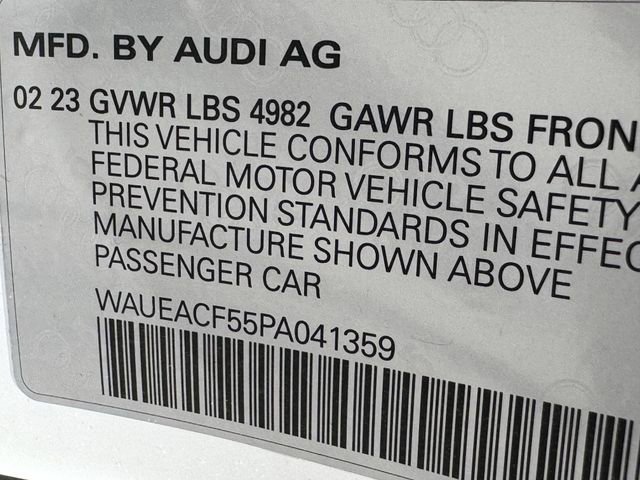 MFD. BY AUDI AG
02 23 GVWR LBS 4982 GAWR LBS FRON
THIS VEHICLE CONFORMS TO ALL A
FEDERAL MOTOR VEHICLE SAFETY
PREVENTION STANDARDS IN EFFEC
MANUFACTURE SHOWN ABOVE
PASSENGER CAR
WAUEACF55PA041359